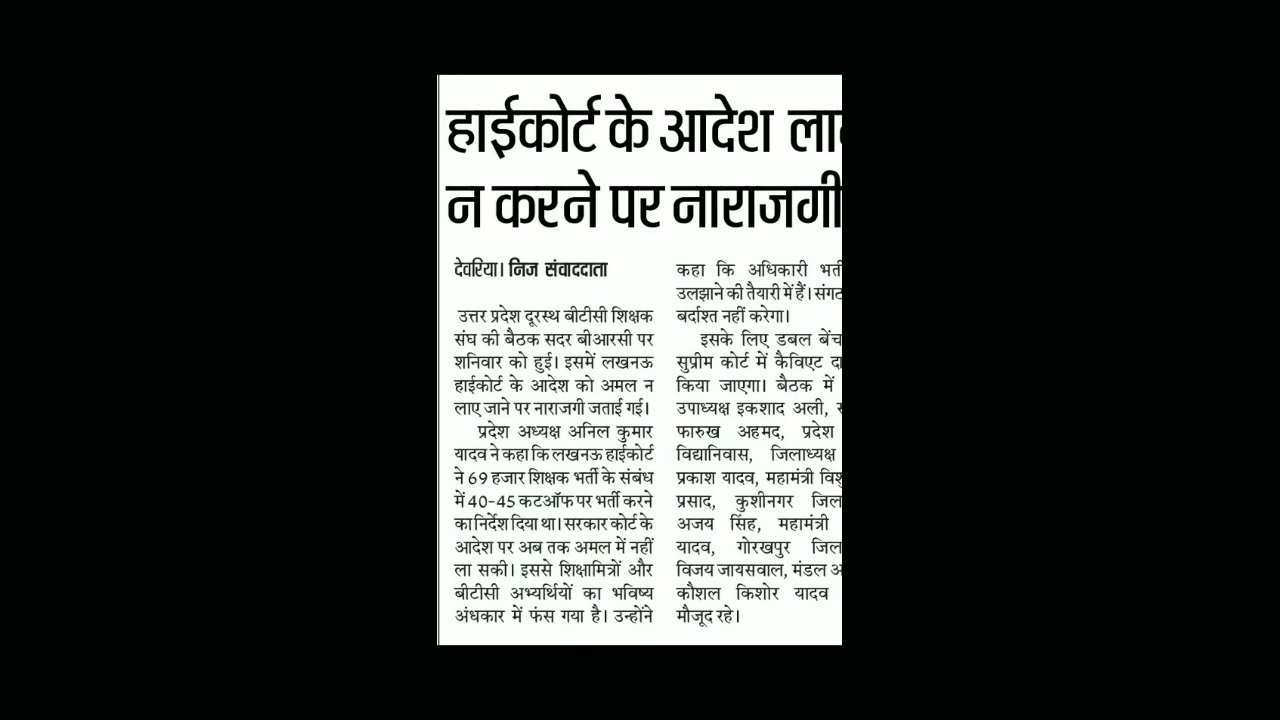 हाईकोर्ट के आदेश
न करने पर नाराजगी
देवरिया। निज संवाददाता
उत्तर प्रदेश दूरस्थ बीटीसी शिक्षक
संघ की बैठक सदर बीआरसी पर
शनिवार को हुई। इसमें लखनऊ
हाईकोर्ट के आदेश को अमल न
लाए जाने पर नाराजगी जताई गई।
प्रदेश अध्यक्ष अनिल कुमार
यादव ने कहा कि लखनऊ हाईकोर्ट
ने 69 हजार शिक्षक भर्ती के संबंध
में 40-45 कटऑफ पर भर्ती करने
का निर्देश दिया था। सरकार कोर्ट के
आदेश पर अब तक अमल में नहीं
ला सकी। इससे शिक्षामित्रों और
बीटीसी अभ्यर्थियों का भविष्य
अंधकार में फंस गया है। उन्होंने
कहा कि अधिकारी भर्ती
उलझाने की तैयारी में हैं।
बर्दाश्त नहीं करेगा।
इसके लिए डबल बेंच
सुप्रीम कोर्ट में कैविएट
किया जाएगा। बैठक में
उपाध्यक्ष इकशाद अली,
फारुख अहमद, प्रदेश
विद्यानिवास, जिलाध्यक्ष
प्रकाश यादव, महामंत्री
प्रसाद, कुशीनगर
अजय सिंह, महामंत्री
यादव, गोरखपुर
विजय जायसवाल, मंडल
कौशल किशोर यादव
मौजूद रहे।